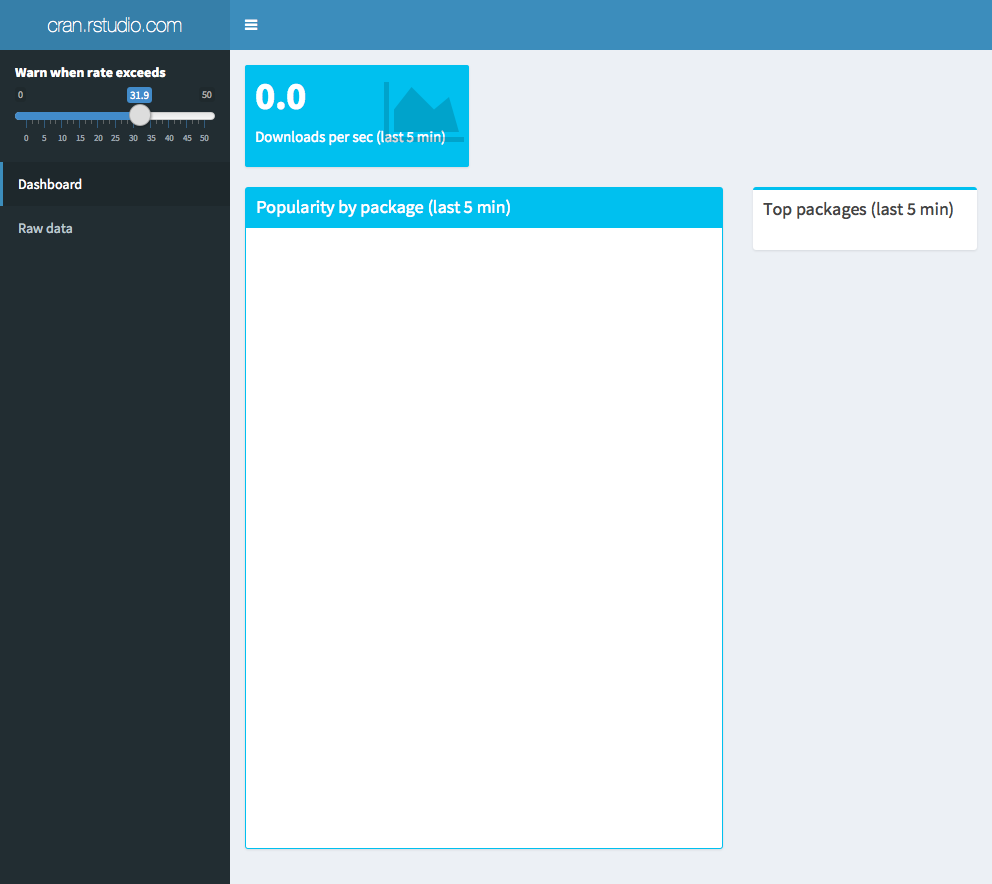 cran.rstudio.com
Warn when rate exceeds
0 31.9 50
0 5 10 15 20 25 30 35 40 45 50
Dashboard
Raw data
0.0
Downloads per sec (last 5 min)
Popularity by package (last 5 min)
Top packages (last 5 min)